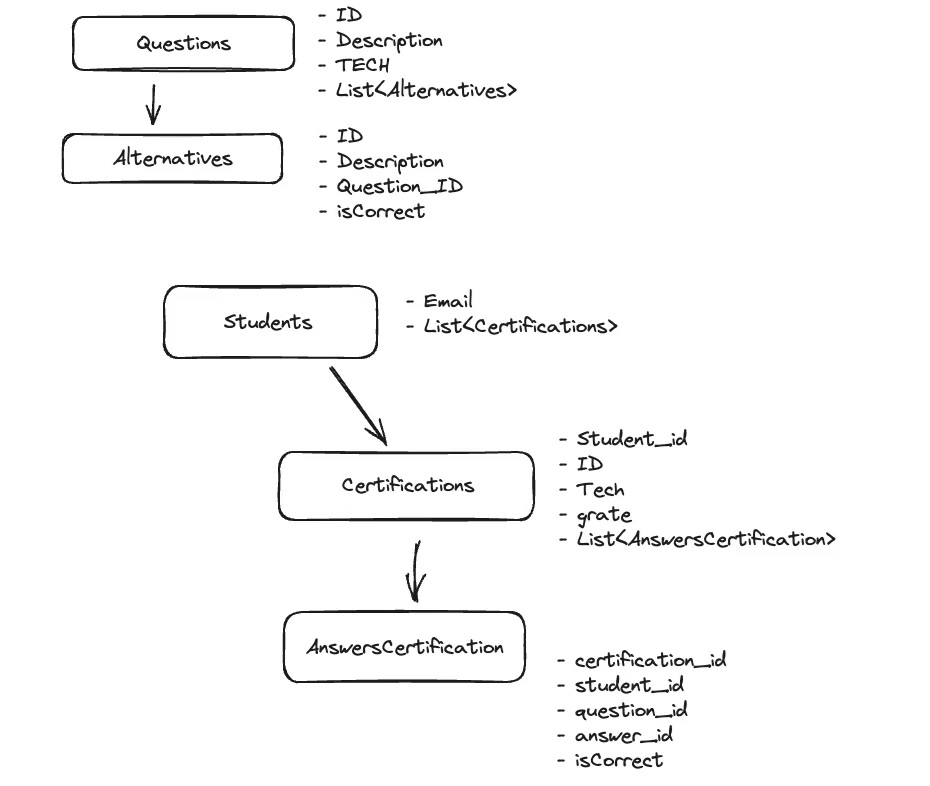 Questions
- ID
- Description
- TECH
- List<Alternatives>
Alternatives
- ID
- Description
- Question_ID
- isCorrect
Students
- Email
- List<Certifications>
Certifications
- Student_id
- ID
- Tech
- grate
- List<AnswersCertification>
AnswersCertification
- certification_id
- student_id
- question_id
- answer_id
- isCorrect